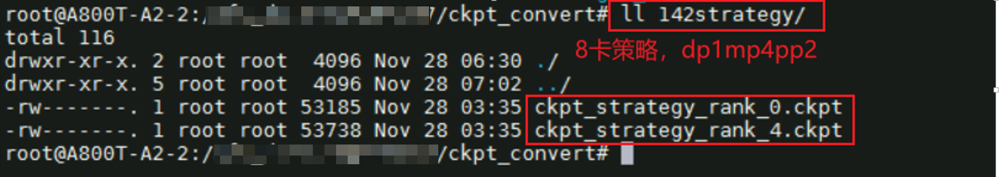 root@A800T-A2-2:/ 7/ckpt_convert# ll 142strategy/
total 116
8卡策略，dp1mp4pp2
drwxr-xr-x. 2 root root 4096 Nov 28 06:30 ./
drwxr-xr-x. 5 root root 4096 Nov 28 07:02 ../
-rw-------. 1 root root 53185 Nov 28 03:35 ckpt_strategy_rank_0.ckpt
-rw-------. 1 root root 53738 Nov 28 03:35 ckpt_strategy_rank_4.ckpt
root@A800T-A2-2:/ /ckpt_convert#